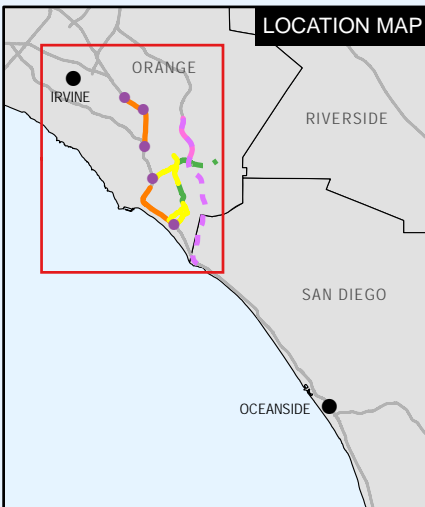 LOCATION MAP
ORANGE
IRVINE
RIVERSIDE
SAN DIEGO
OCEANSIDE